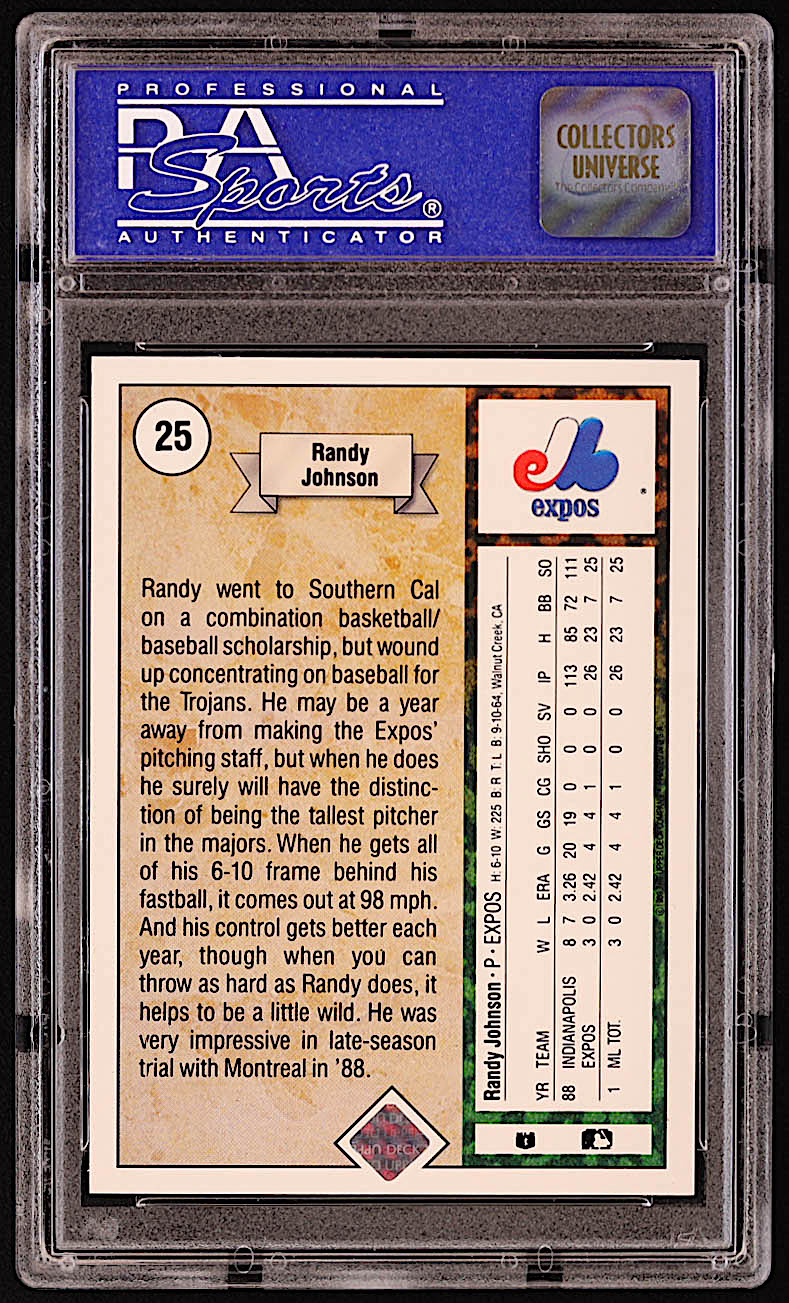 PROFESSIONAL
PSA
Sports®
AUTHENTICATOR
COLLECTORS
UNIVERSE
25
Randy
Johnson
expos
Randy went to Southern Cal
on a combination basketball/
baseball scholarship, but wound
up concentrating on baseball for
the Trojans. He may be a year
away from making the Expos'
pitching staff, but when he does
he surely will have the distinc-
tion of being the tallest pitcher
in the majors. When he gets all
of his 6-10 frame behind his
fastball, it comes out at 98 mph.
And his control gets better each
year, though when you can
throw as hard as Randy does, it
helps to be a little wild. He was
very impressive in late-season
trial with Montreal in '88.
Randy Johnson • P • EXPOS H: 6-10 W: 225 B: R T: L B: 9-10-64, Walnut Creek, CA
YR TEAM W L ERA G GS CG SHO SV IP H BB SO
88 INDIANAPOLIS 8 7 3.26 20 19 0 0 0 113 85 72 111
EXPOS 3 0 2.42 4 4 1 0 0 26 23 7 25
1 ML TOT. 3 0 2.42 4 4 1 0 0 26 23 7 25